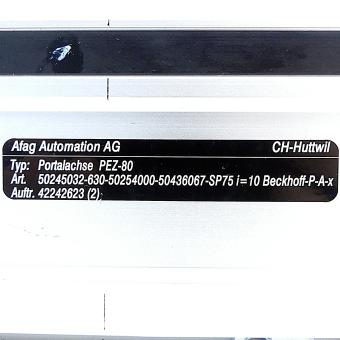 Afag Automation AG CH-Huttwil
Typ: Portalachse PEZ-80
Art. 50245032-630-50254000-50436067-SP75 i=10 Beckhoff-P-A-x
Auftr. 42242623 (2)